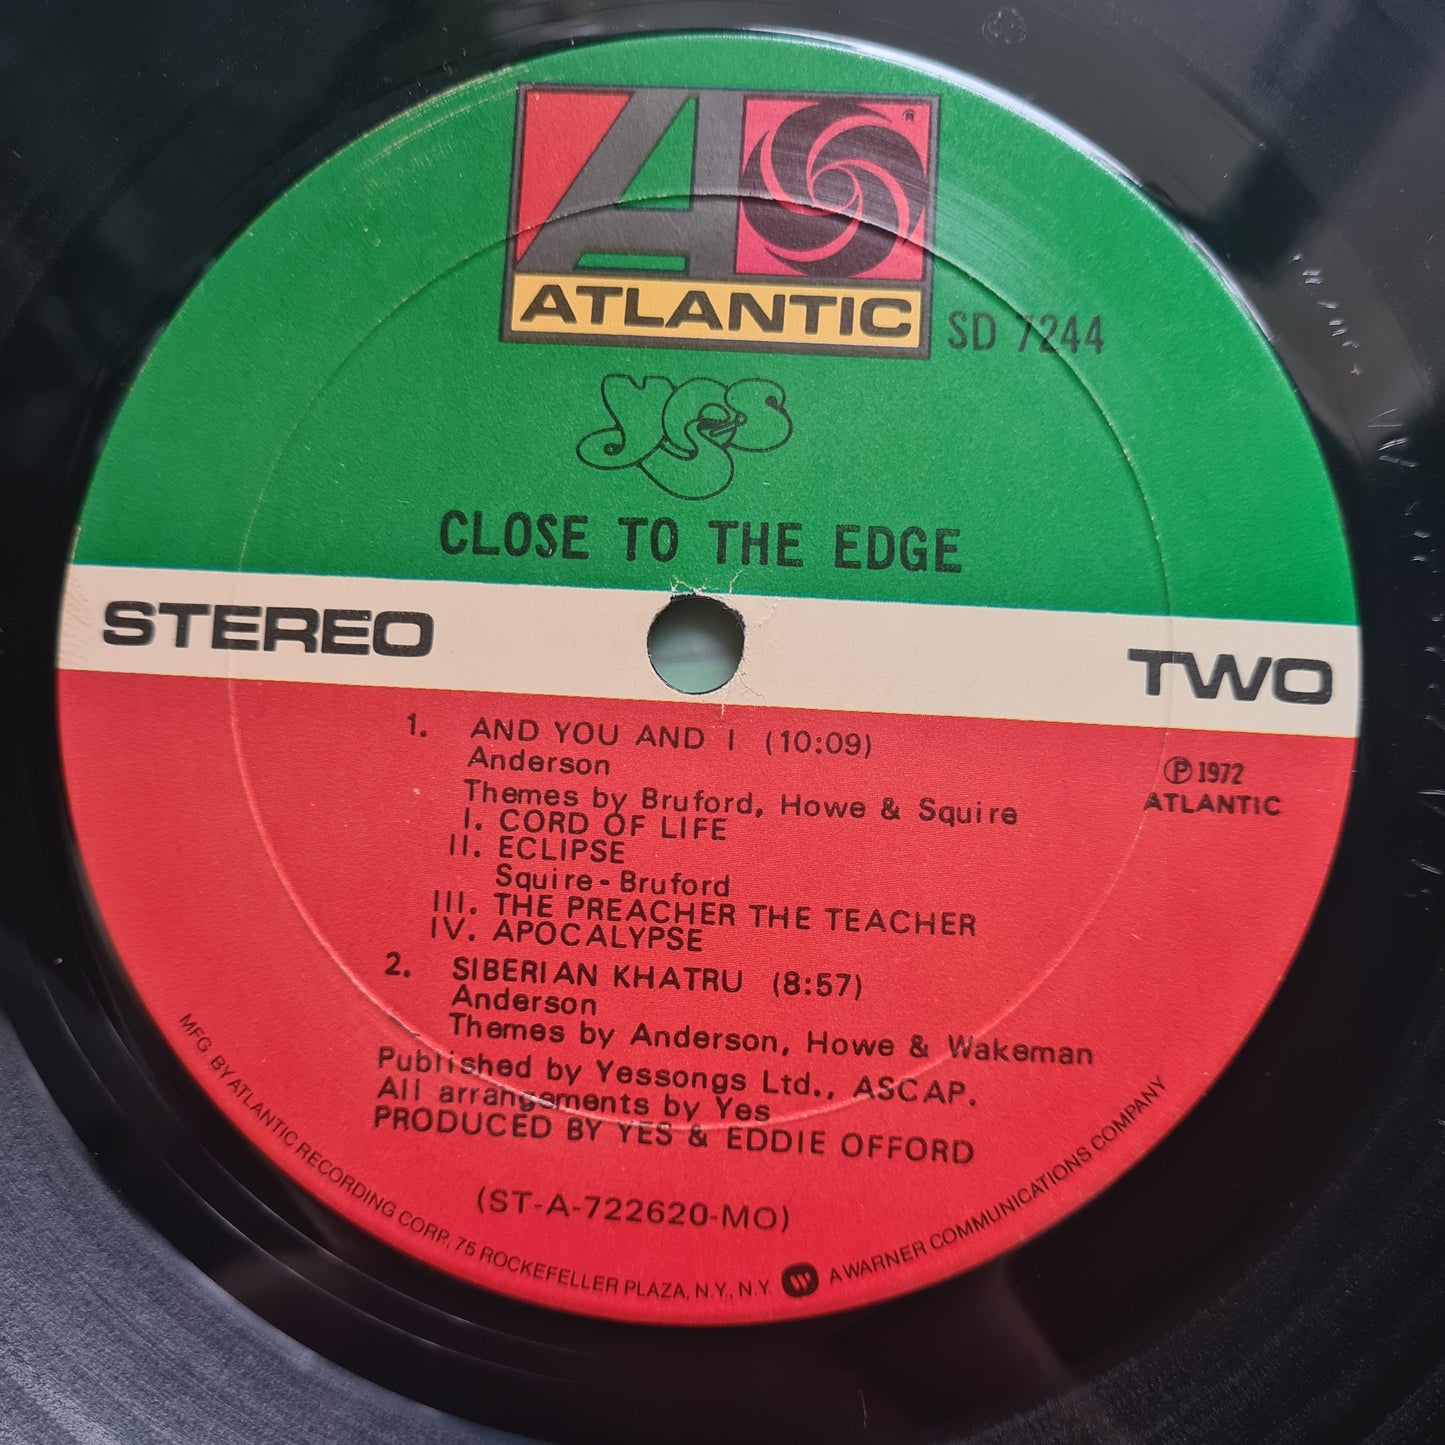 ATLANTIC
®
SD 7244
yes
CLOSE TO THE EDGE
STEREO
TWO
1. AND YOU AND I (10:09)
Anderson
Themes by Bruford, Howe & Squire
I. CORD OF LIFE
II. ECLIPSE
Squire-Bruford
III. THE PREACHER THE TEACHER
IV. APOCALYPSE
2. SIBERIAN KHATRU (8:57)
Anderson
Themes by Anderson, Howe & Wakeman
Published by Yessongs Ltd., ASCAP.
All arrangements by Yes
PRODUCED BY YES & EDDIE OFFORD
(ST-A-722620-MO)
℗ 1972
ATLANTIC
MFG. BY ATLANTIC RECORDING CORP., 75 ROCKEFELLER PLAZA, N.Y., N.Y. A WARNER COMMUNICATIONS COMPANY